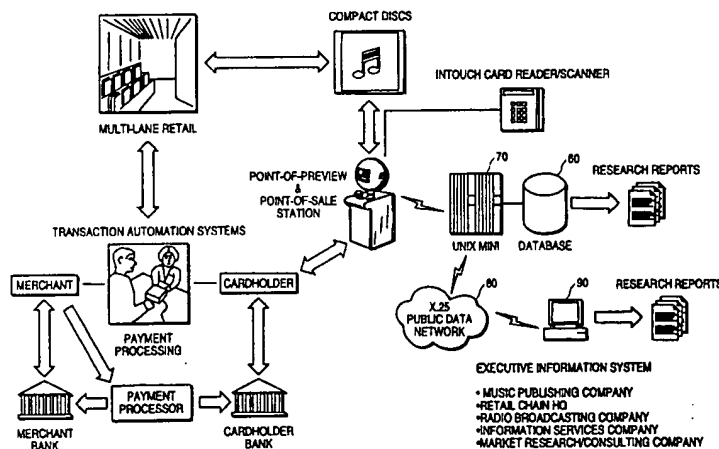 COMPACT DISCS
INTOUCH CARD READER/SCANNER
MULTI-LANE RETAIL
POINT-OF-PREVIEW
&
POINT-OF-SALE
STATION
70
60
RESEARCH REPORTS
UNIX MINI
DATABASE
TRANSACTION AUTOMATION SYSTEMS
MERCHANT
CARDHOLDER
PAYMENT
PROCESSING
X.25
PUBLIC DATA
NETWORK
80
90
RESEARCH REPORTS
EXECUTIVE INFORMATION SYSTEM
• MUSIC PUBLISHING COMPANY
•RETAIL CHAIN HQ
•RADIO BROADCASTING COMPANY
•INFORMATION SERVICES COMPANY
•MARKET RESEARCH/CONSULTING COMPANY
PAYMENT
PROCESSOR
MERCHANT
BANK
CARDHOLDER
BANK